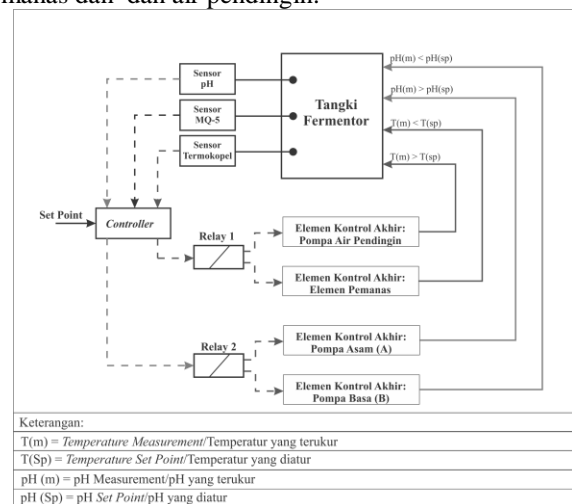 manas dan dan air pendingin.
Sensor
pH
Sensor
MQ-5
Sensor
Termokopel
Tangki
Fermentor
pH(m) < pH(sp)
pH(m) > pH(sp)
T(m) < T(sp)
T(m) > T(sp)
Set Point
Controller
Relay 1
Elemen Kontrol Akhir:
Pompa Air Pendingin
Elemen Kontrol Akhir:
Elemen Pemanas
Relay 2
Elemen Kontrol Akhir:
Pompa Asam (A)
Elemen Kontrol Akhir:
Pompa Basa (B)
Keterangan:
T(m) = Temperature Measurement/Temperatur yang terukur
T(Sp) = Temperature Set Point/Temperatur yang diatur
pH (m) = pH Measurement/pH yang terukur
pH (Sp) = pH Set Point/pH yang diatur